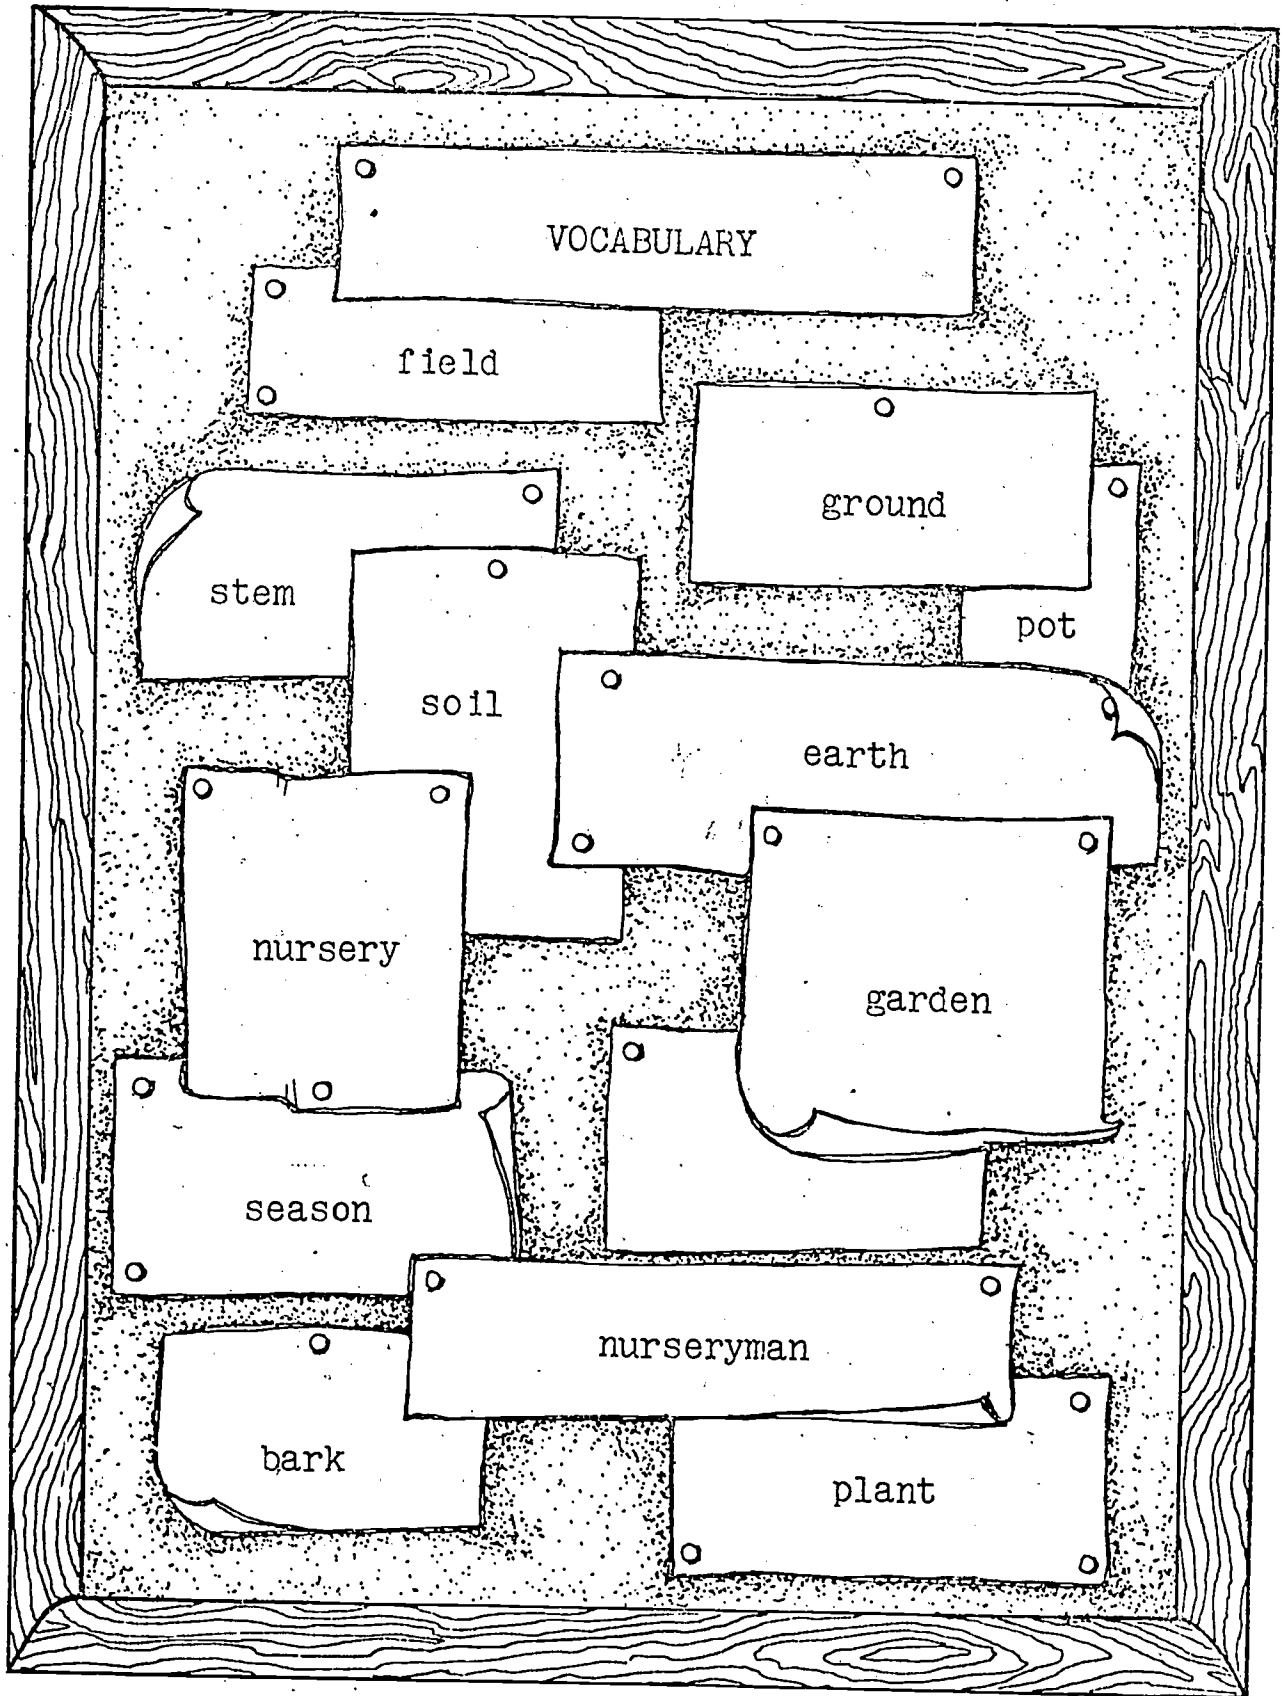 VOCABULARY
field
ground
stem
pot
soil
earth
nursery
garden
season
nurseryman
bark
plant